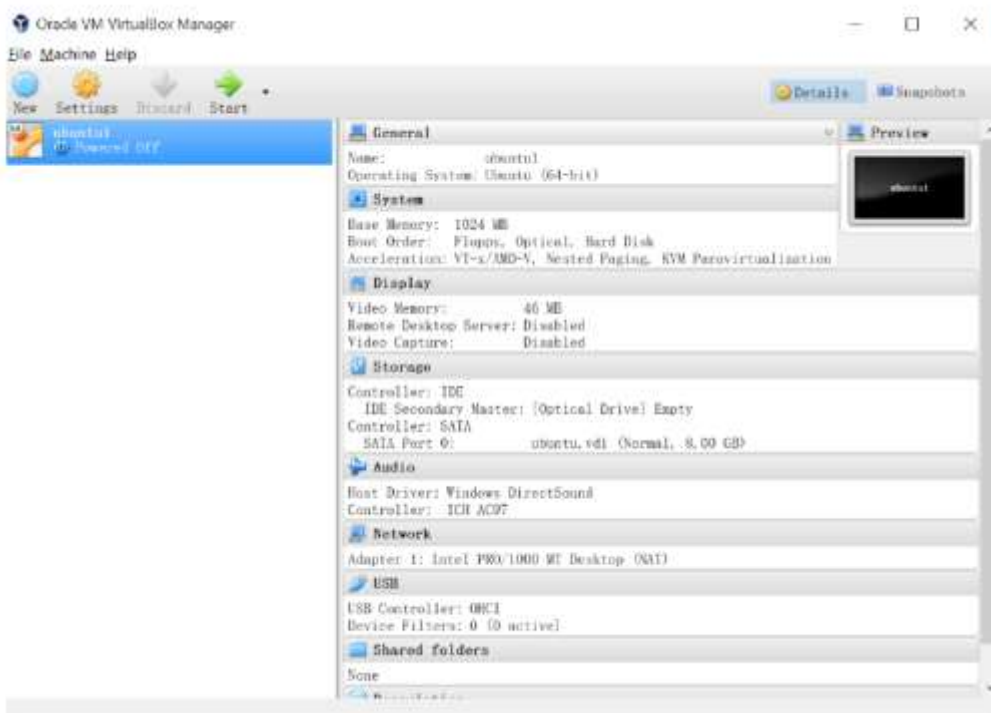 Oracle VM VirtualBox Manager
File Machine Help
New Settings Discard Start
Details Snapshots
ubuntu1
Powered Off
General
Name: ubuntu1
Operating System: Ubuntu (64-bit)
System
Base Memory: 1024 MB
Boot Order: Floppy, Optical, Hard Disk
Acceleration: VT-x/AMD-V, Nested Paging, KVM Paravirtualization
Display
Video Memory: 46 MB
Remote Desktop Server: Disabled
Video Capture: Disabled
Storage
Controller: IDE
IDE Secondary Master: [Optical Drive] Empty
Controller: SATA
SATA Port 0: ubuntu.vdi (Normal, 8.00 GB)
Audio
Host Driver: Windows DirectSound
Controller: ICH AC97
Network
Adapter 1: Intel PRO/1000 MT Desktop (NAT)
USB
USB Controller: OHCI
Device Filters: 0 (0 active)
Shared folders
None
Preview
ubuntu1